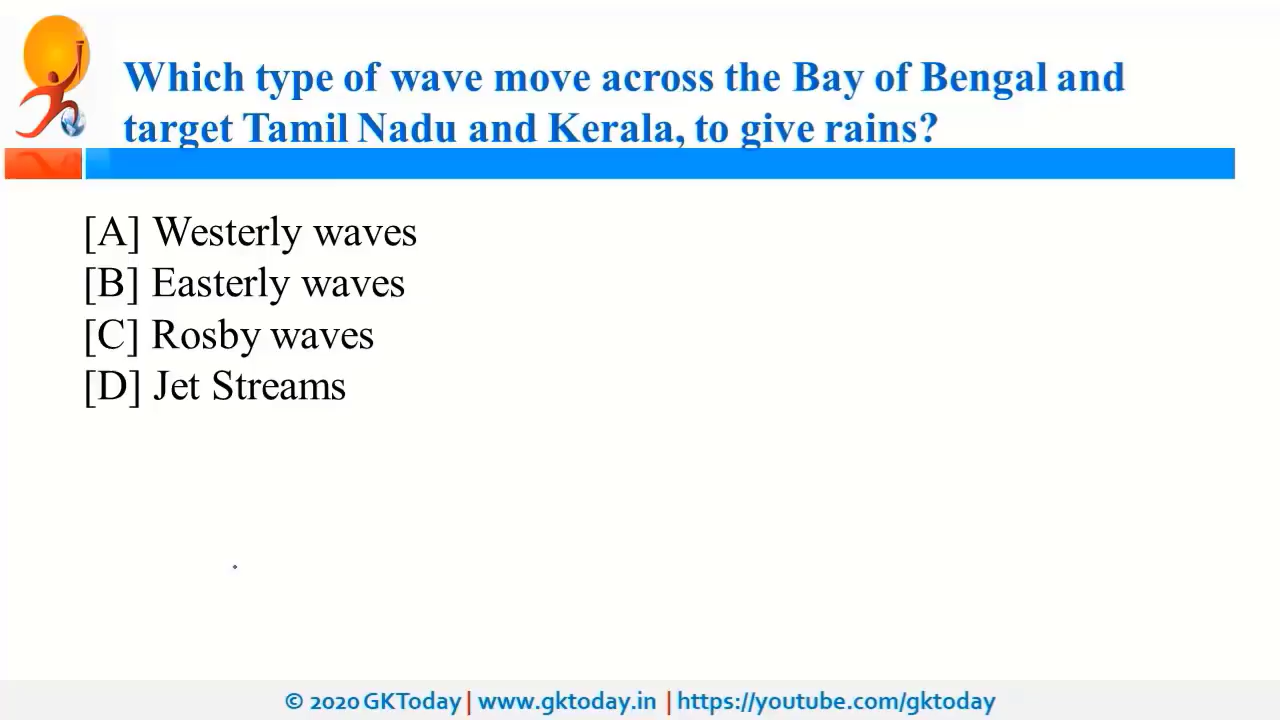 Which type of wave move across the Bay of Bengal and
target Tamil Nadu and Kerala, to give rains?
[A] Westerly waves
[B] Easterly waves
[C] Rosby waves
[D] Jet Streams
© 2020 GKToday | www.gktoday.in | https://youtube.com/gktoday